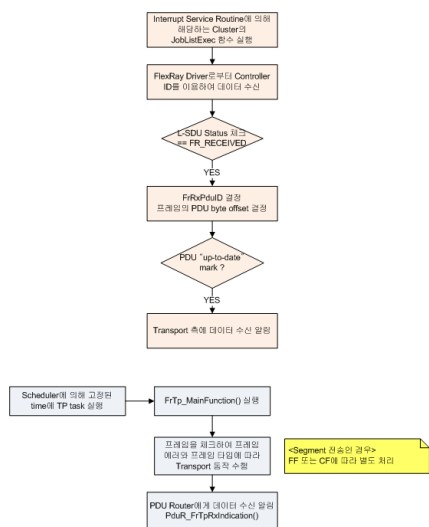 Interrupt Service Routine에 의해
해당하는 Cluster의
JobListExec 함수 실행
FlexRay Driver로부터 Controller
ID를 이용하여 데이터 수신
L-SDU Status 체크
== FR_RECEIVED
YES
FrRxPduID 결정
프레임의 PDU byte offset 결정
PDU "up-to-date"
mark ?
YES
Transport 측에 데이터 수신 알림
Scheduler에 의해 고정된
time에 TP task 실행
FrTp_MainFunction() 실행
프레임을 체크하여 프레임
에러와 프레임 타입에 따라
Transport 동작 수행
<Segment 전송인 경우>
FF 또는 CF에 따라 별도 처리
PDU Router에게 데이터 수신 알림
PduR_FrTpRxIndication()